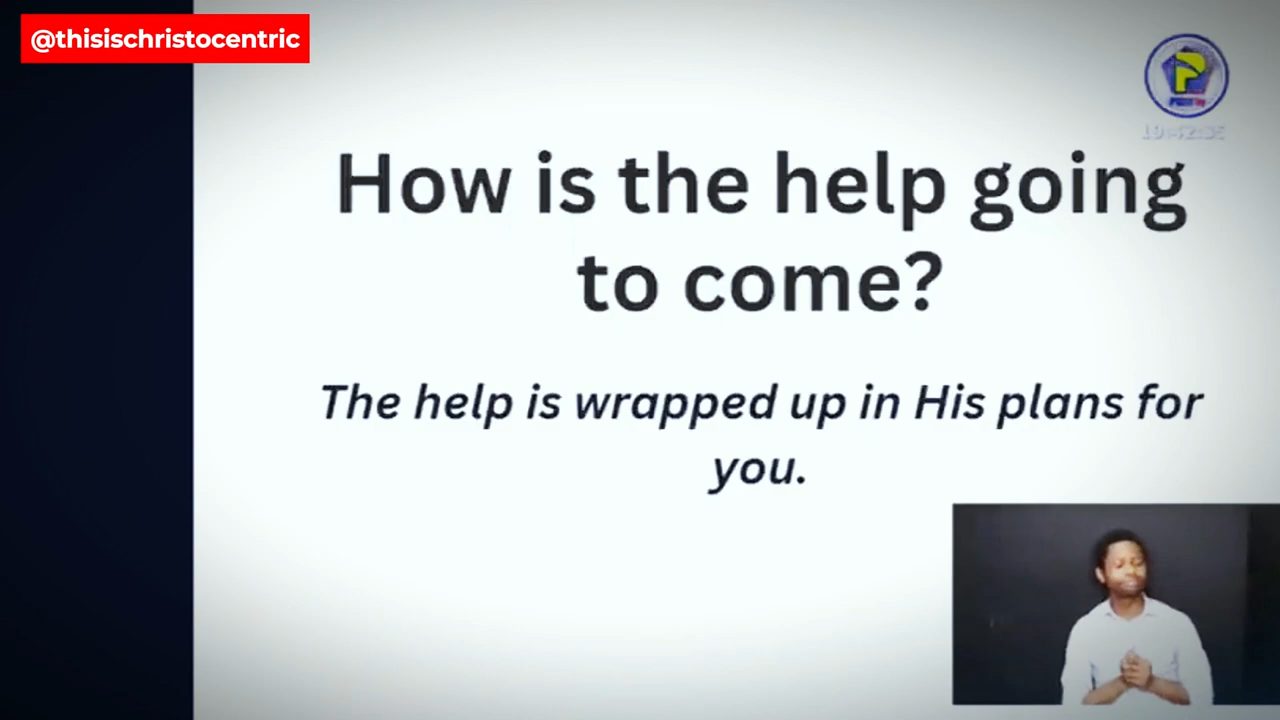 @thisischristocentric
How is the help going
to come?
The help is wrapped up in His plans for
you.